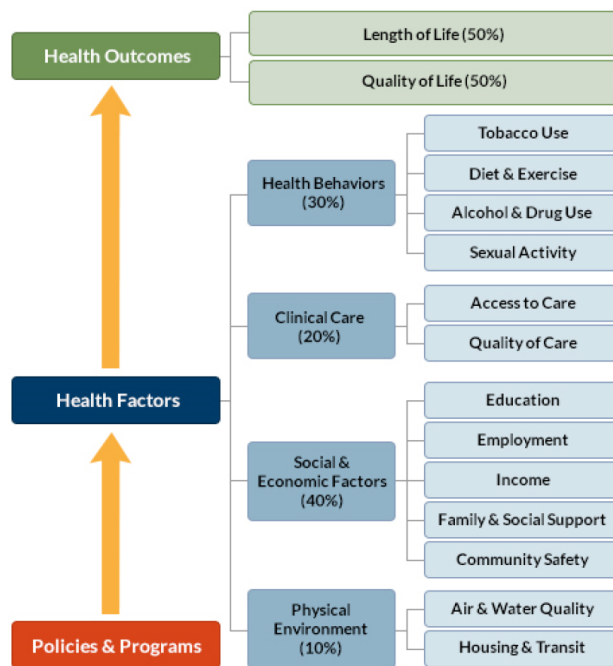 Health Outcomes
Length of Life (50%)
Quality of Life (50%)
Health Factors
Health Behaviors
(30%)
Tobacco Use
Diet & Exercise
Alcohol & Drug Use
Sexual Activity
Clinical Care
(20%)
Access to Care
Quality of Care
Social &
Economic Factors
(40%)
Education
Employment
Income
Family & Social Support
Community Safety
Physical
Environment
(10%)
Air & Water Quality
Housing & Transit
Policies & Programs